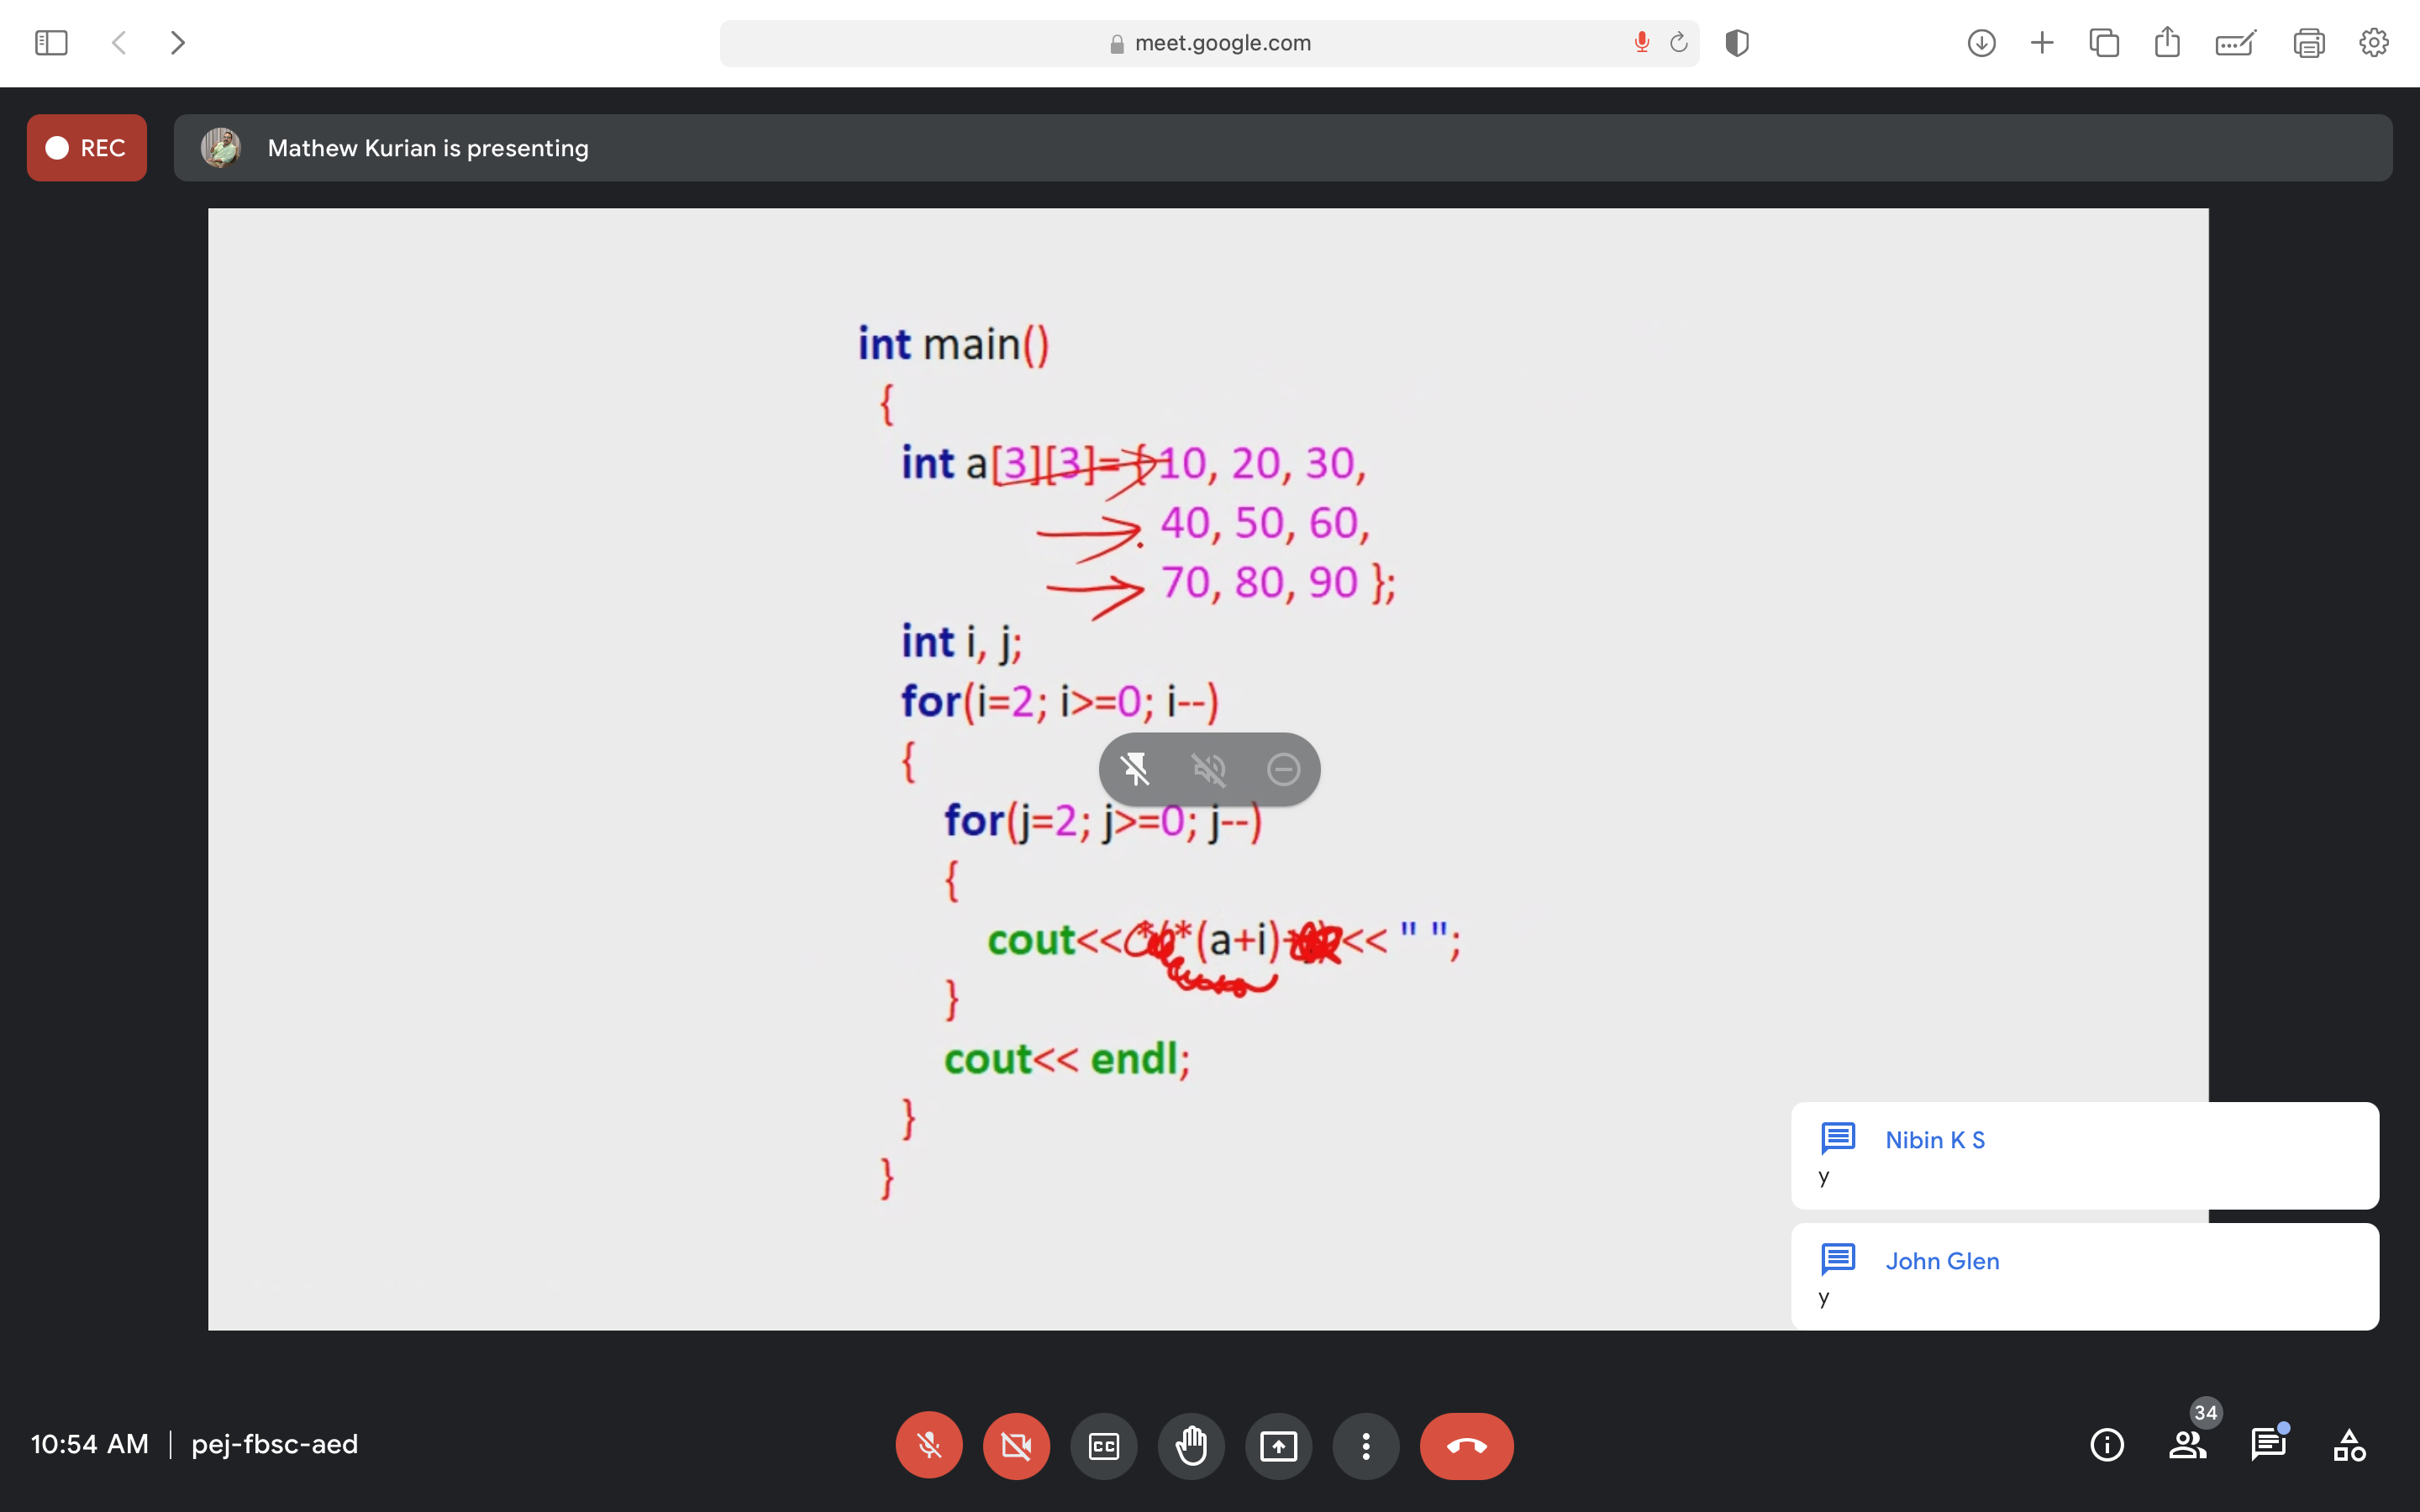 meet.google.com
REC
Mathew Kurian is presenting
int main()
{
int a[3][3]= { 10, 20, 30,
40, 50, 60,
70, 80, 90 };
int i, j;
for(i=2; i>=0; i--)
{
for(j=2; j>=0; j--)
{
cout<< *(a+i) << " ";
}
cout<< endl;
}
}
Nibin K S
y
John Glen
y
34
10:54 AM | pej-fbsc-aed
CC